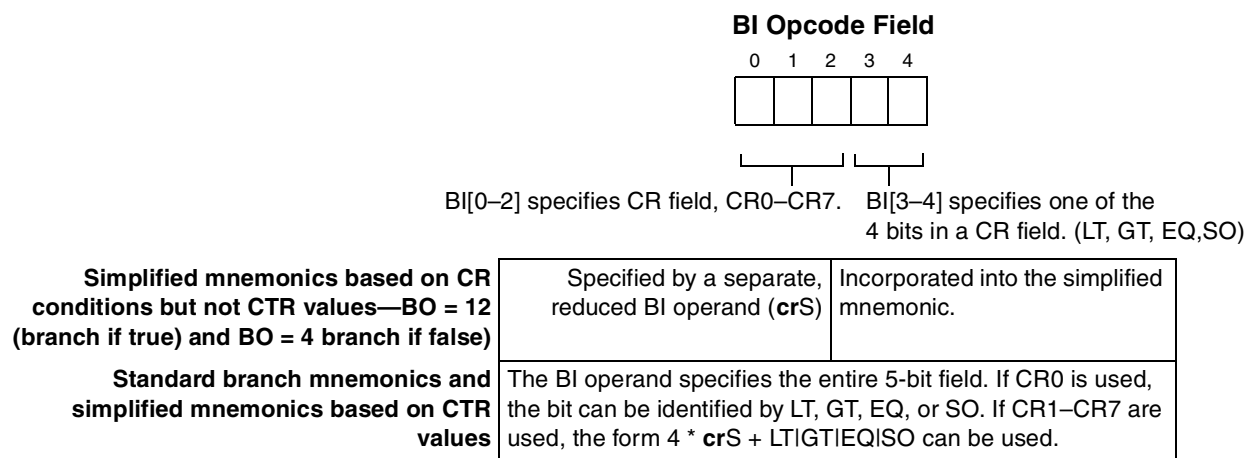 BI Opcode Field
0 1 2 3 4
BI[0–2] specifies CR field, CR0–CR7.
BI[3–4] specifies one of the
4 bits in a CR field. (LT, GT, EQ,SO)
Simplified mnemonics based on CR
conditions but not CTR values—BO = 12
(branch if true) and BO = 4 branch if false)
Specified by a separate,
reduced BI operand (crS)
Incorporated into the simplified
mnemonic.
Standard branch mnemonics and
simplified mnemonics based on CTR
values
The BI operand specifies the entire 5-bit field. If CR0 is used,
the bit can be identified by LT, GT, EQ, or SO. If CR1–CR7 are
used, the form 4 * crS + LT|GT|EQ|SO can be used.